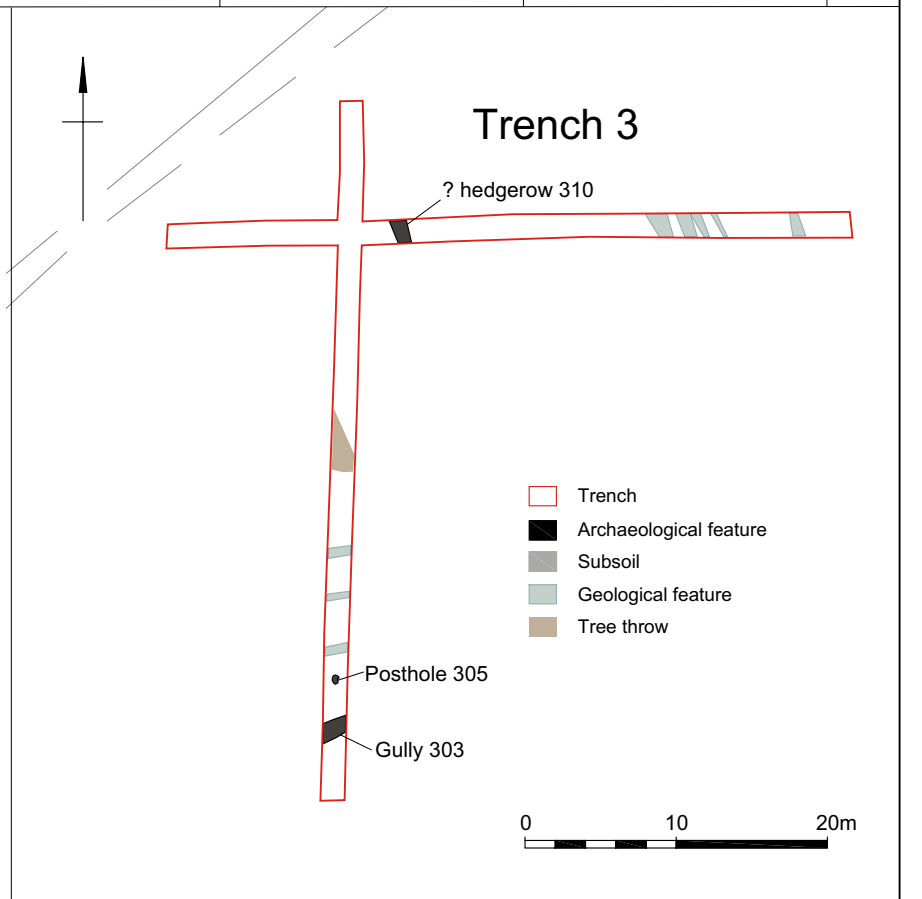 Trench 3
? hedgerow 310
Trench
Archaeological feature
Subsoil
Geological feature
Tree throw
Posthole 305
Gully 303
0 10 20m